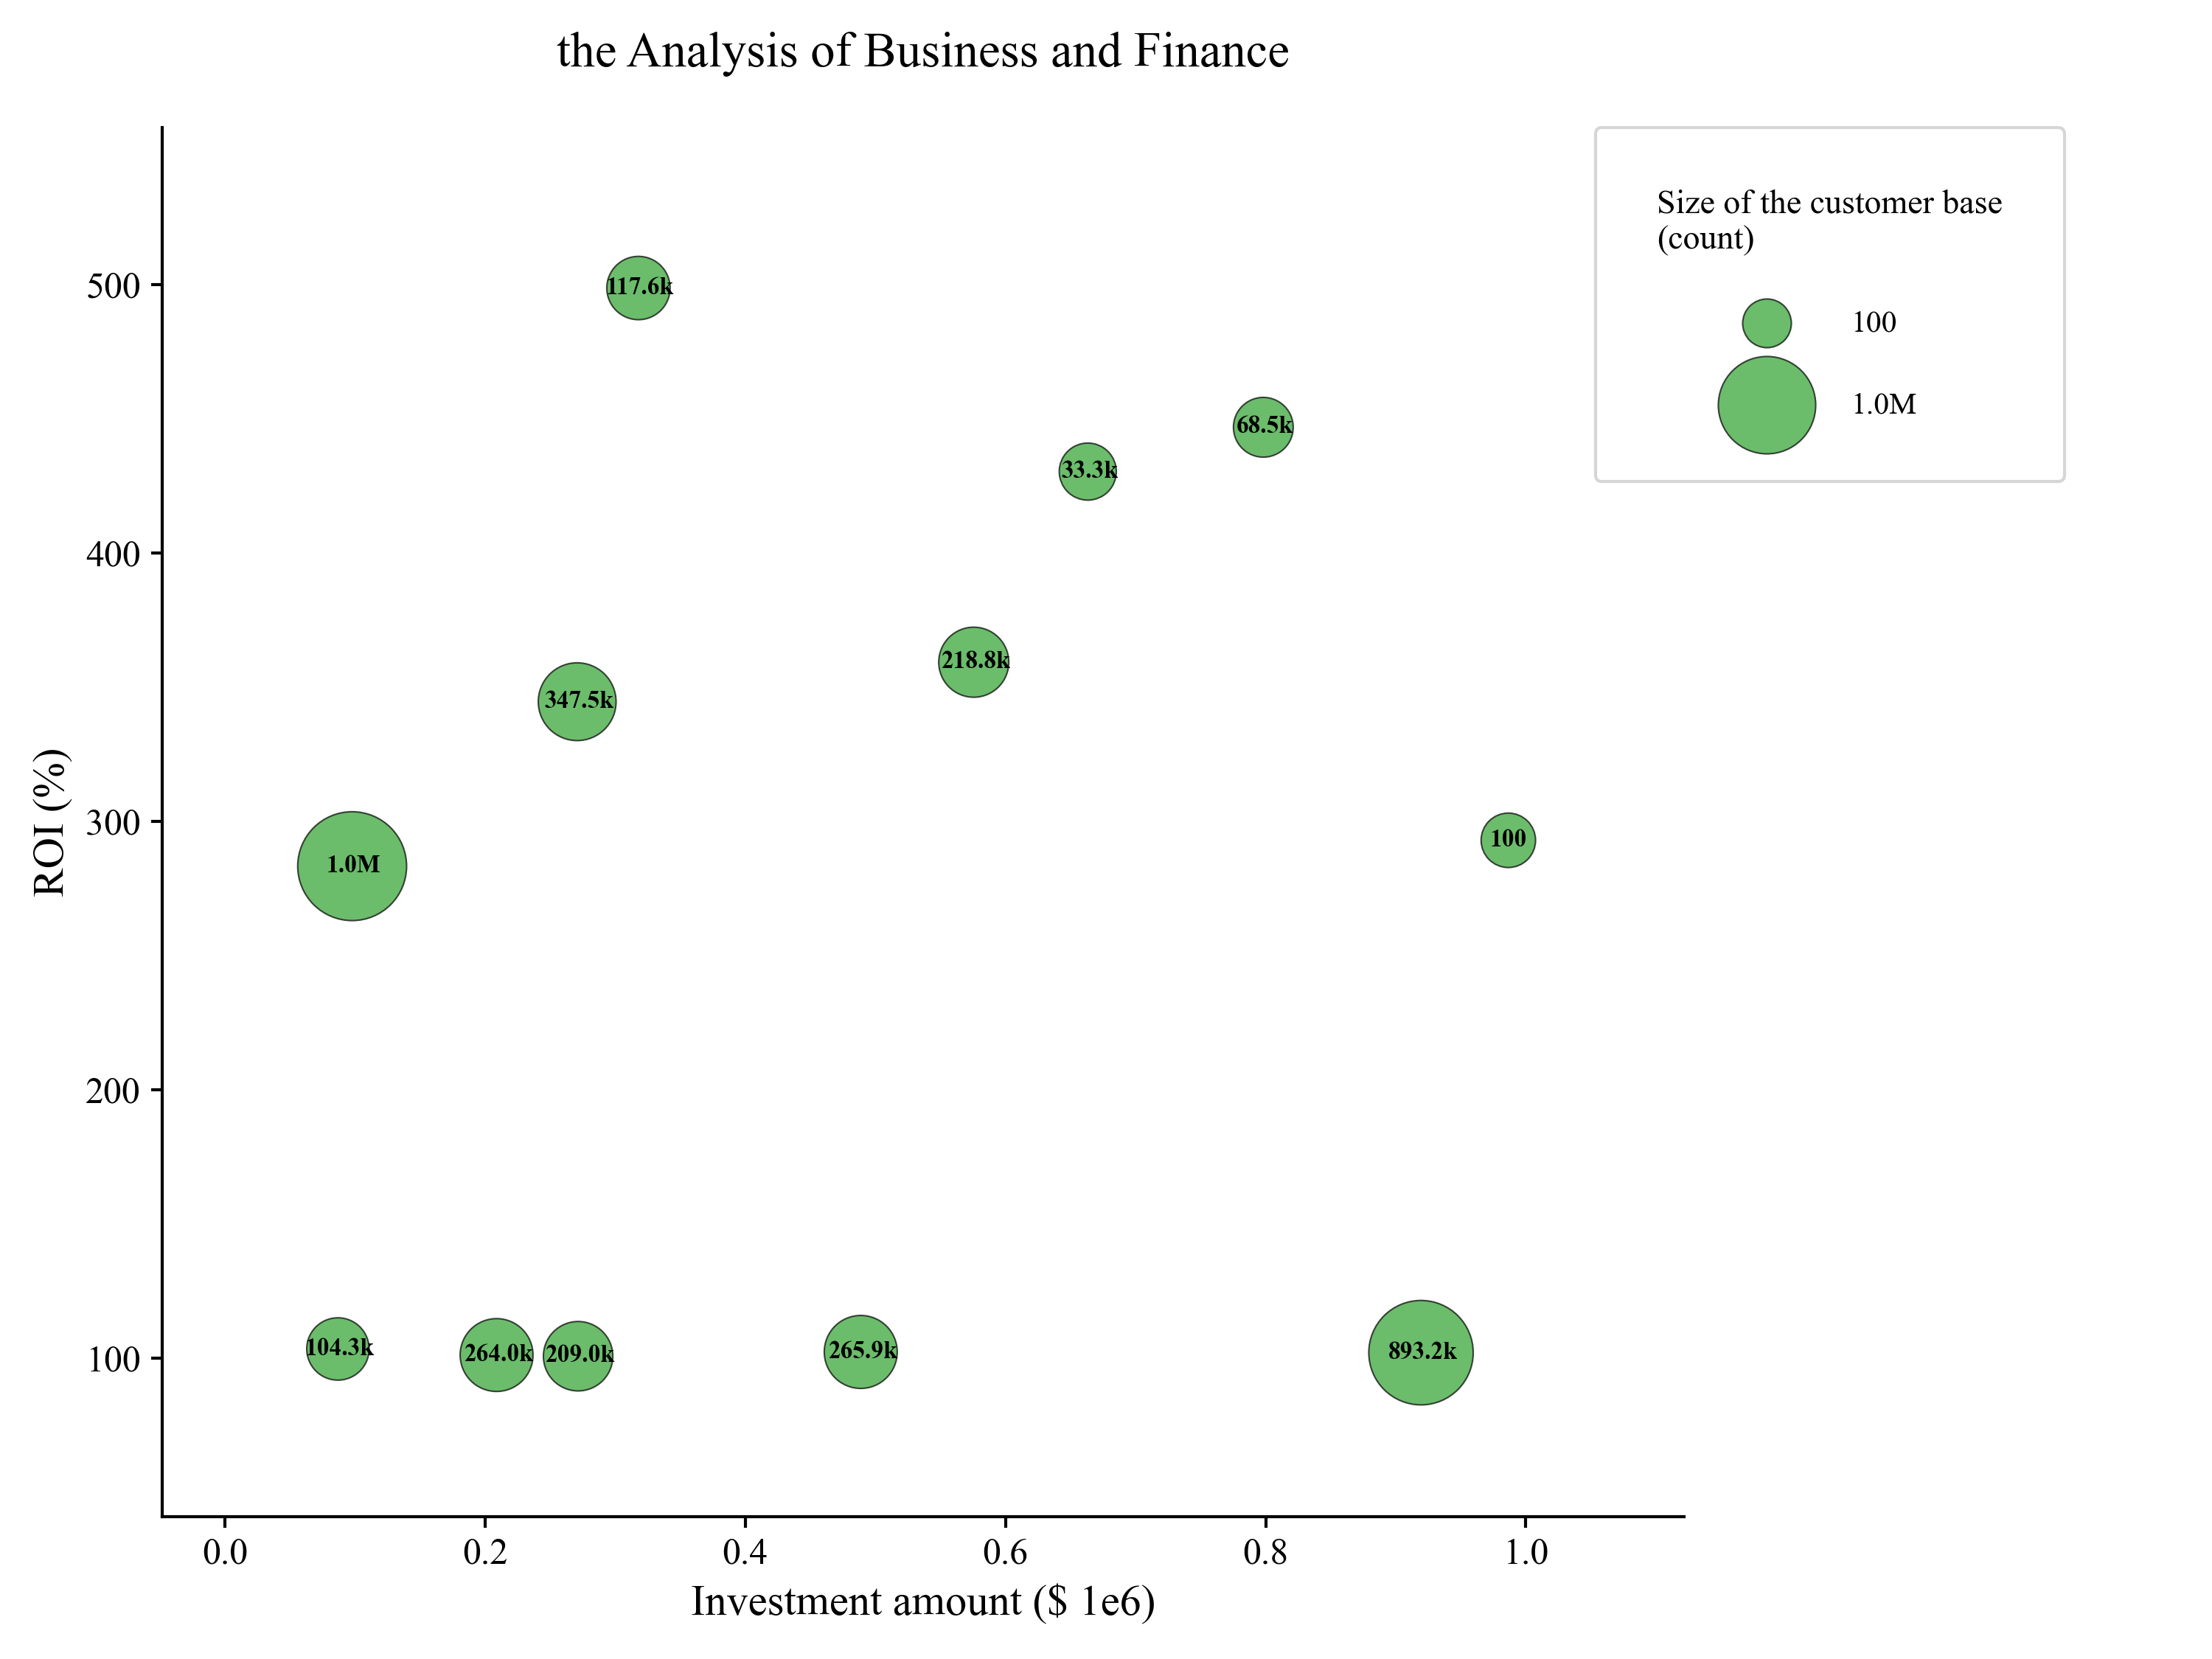 the Analysis of Business and Finance
Size of the customer base
(count)
100
1.0M
ROI (%)
500
400
300
200
100
117.6k
68.5k
33.3k
218.8k
347.5k
100
1.0M
104.3k
264.0k
209.0k
265.9k
893.2k
0.0
0.2
0.4
0.6
0.8
1.0
Investment amount ($ 1e6)